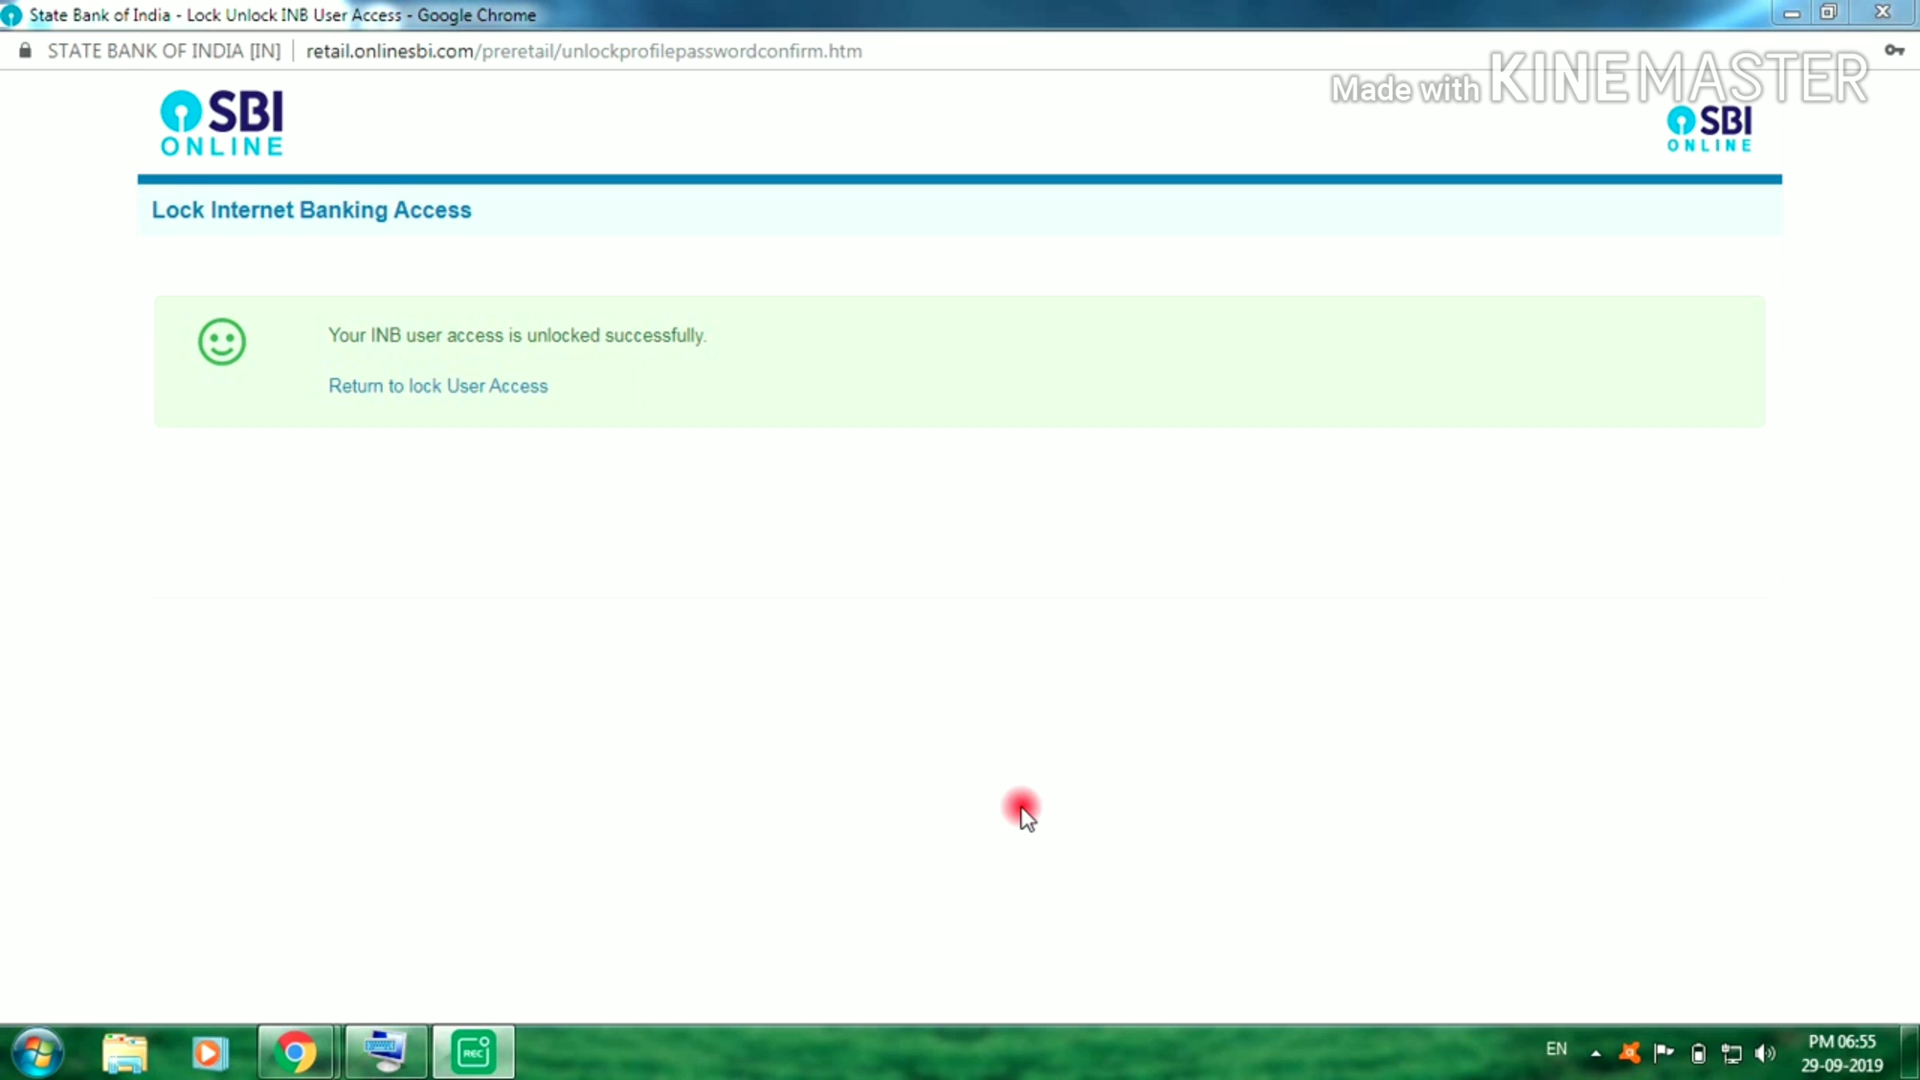 State Bank of India - Lock Unlock INB User Access - Google Chrome
STATE BANK OF INDIA [IN] retail.onlinesbi.com/preretail/unlockprofilepasswordconfirm.htm
Made with KINEMASTER
SBI
ONLINE
SBI
ONLINE
Lock Internet Banking Access
Your INB user access is unlocked successfully.
Return to lock User Access
REC
EN
PM 06:55
29-09-2019